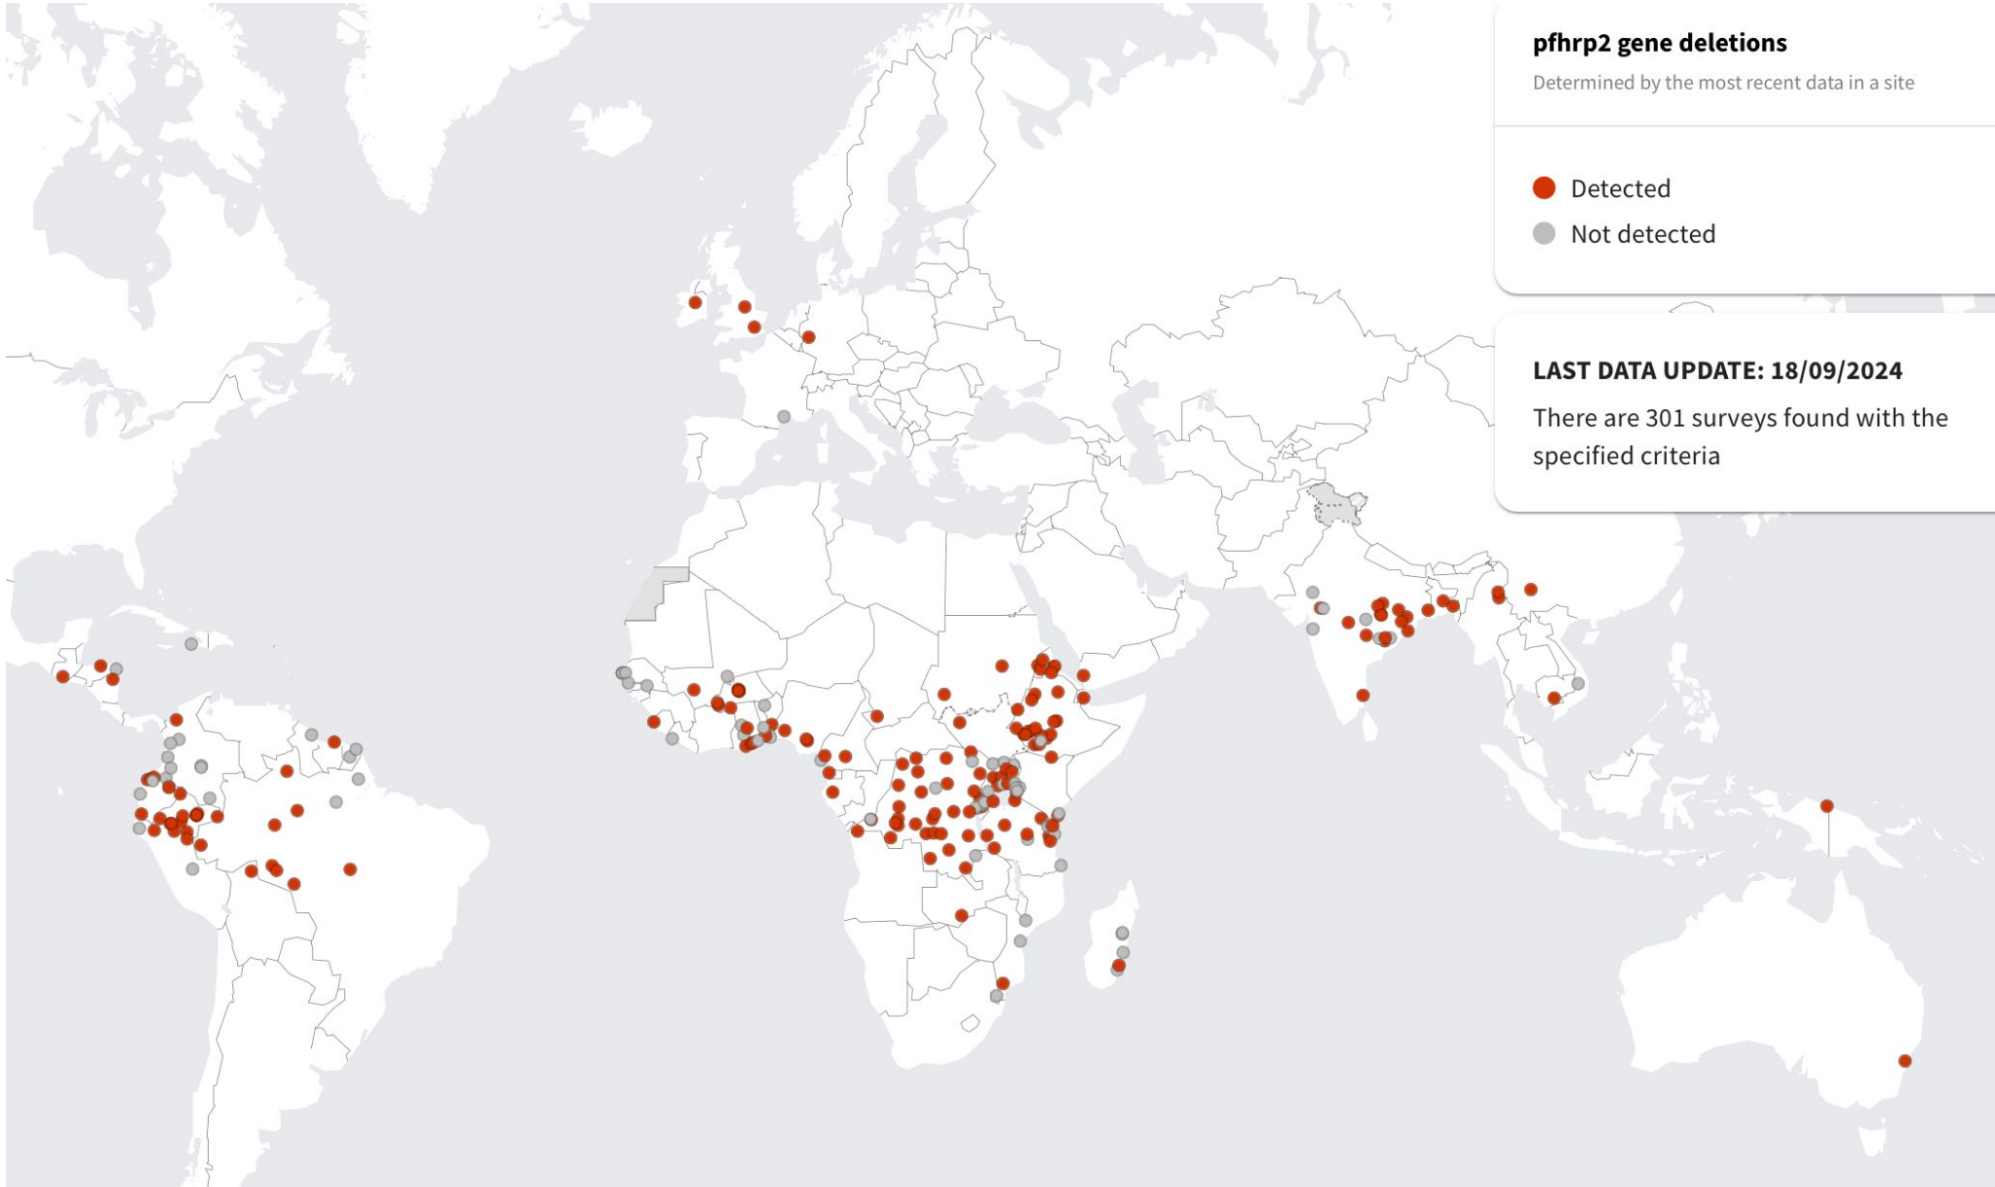 pfhrp2 gene deletions
Determined by the most recent data in a site
Detected
Not detected
LAST DATA UPDATE: 18/09/2024
There are 301 surveys found with the
specified criteria